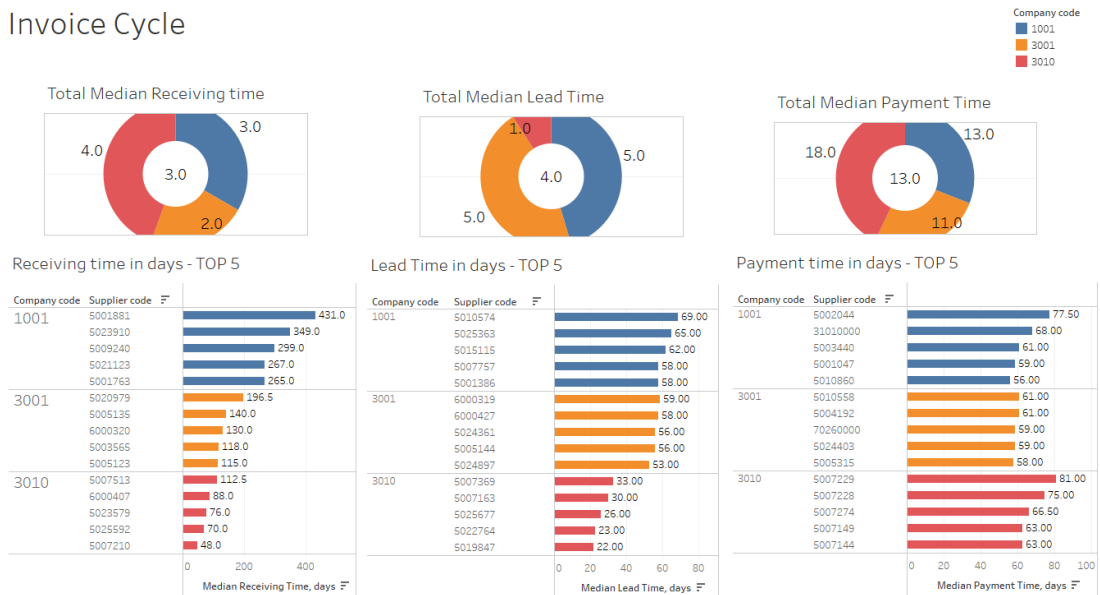 Invoice Cycle
Company code
1001
3001
3010
Total Median Receiving time
3.0
4.0
3.0
2.0
Total Median Lead Time
1.0
5.0
4.0
5.0
Total Median Payment Time
13.0
18.0
13.0
11.0
Receiving time in days - TOP 5
Company code Supplier code
1001 5001881 431.0
5023910 349.0
5009240 299.0
5021123 267.0
5001763 265.0
3001 5020979 196.5
5005135 140.0
6000320 130.0
5003565 118.0
5005123 115.0
3010 5007513 112.5
6000407 88.0
5023579 76.0
5025592 70.0
5007210 48.0
0 200 400
Median Receiving Time, days
Lead Time in days - TOP 5
Company code Supplier code
1001 5010574 69.00
5025363 65.00
5015115 62.00
5007757 58.00
5001386 58.00
3001 6000319 59.00
6000427 58.00
5024361 56.00
5005144 56.00
5024897 53.00
3010 5007369 33.00
5007163 30.00
5025677 26.00
5022764 23.00
5019847 22.00
0 20 40 60 80
Median Lead Time, days
Payment time in days - TOP 5
Company code Supplier code
1001 5002044 77.50
31010000 68.00
5003440 61.00
5001047 59.00
5010860 56.00
3001 5010558 61.00
5004192 61.00
70260000 59.00
5024403 59.00
5005315 58.00
3010 5007229 81.00
5007228 75.00
5007274 66.50
5007149 63.00
5007144 63.00
0 20 40 60 80 100
Median Payment Time, days